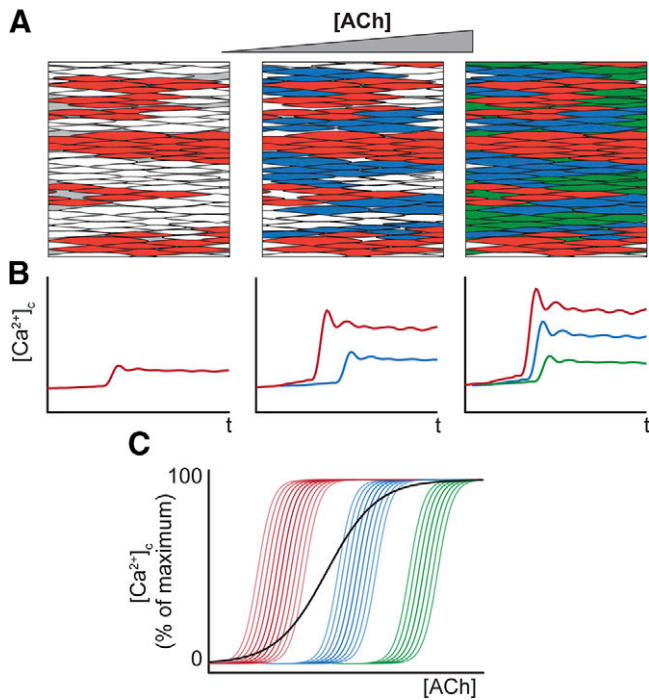 A
[ACh]
B
[Ca²⁺]c
t
t
t
C
100
[Ca²⁺]c
(% of maximum)
0
[ACh]